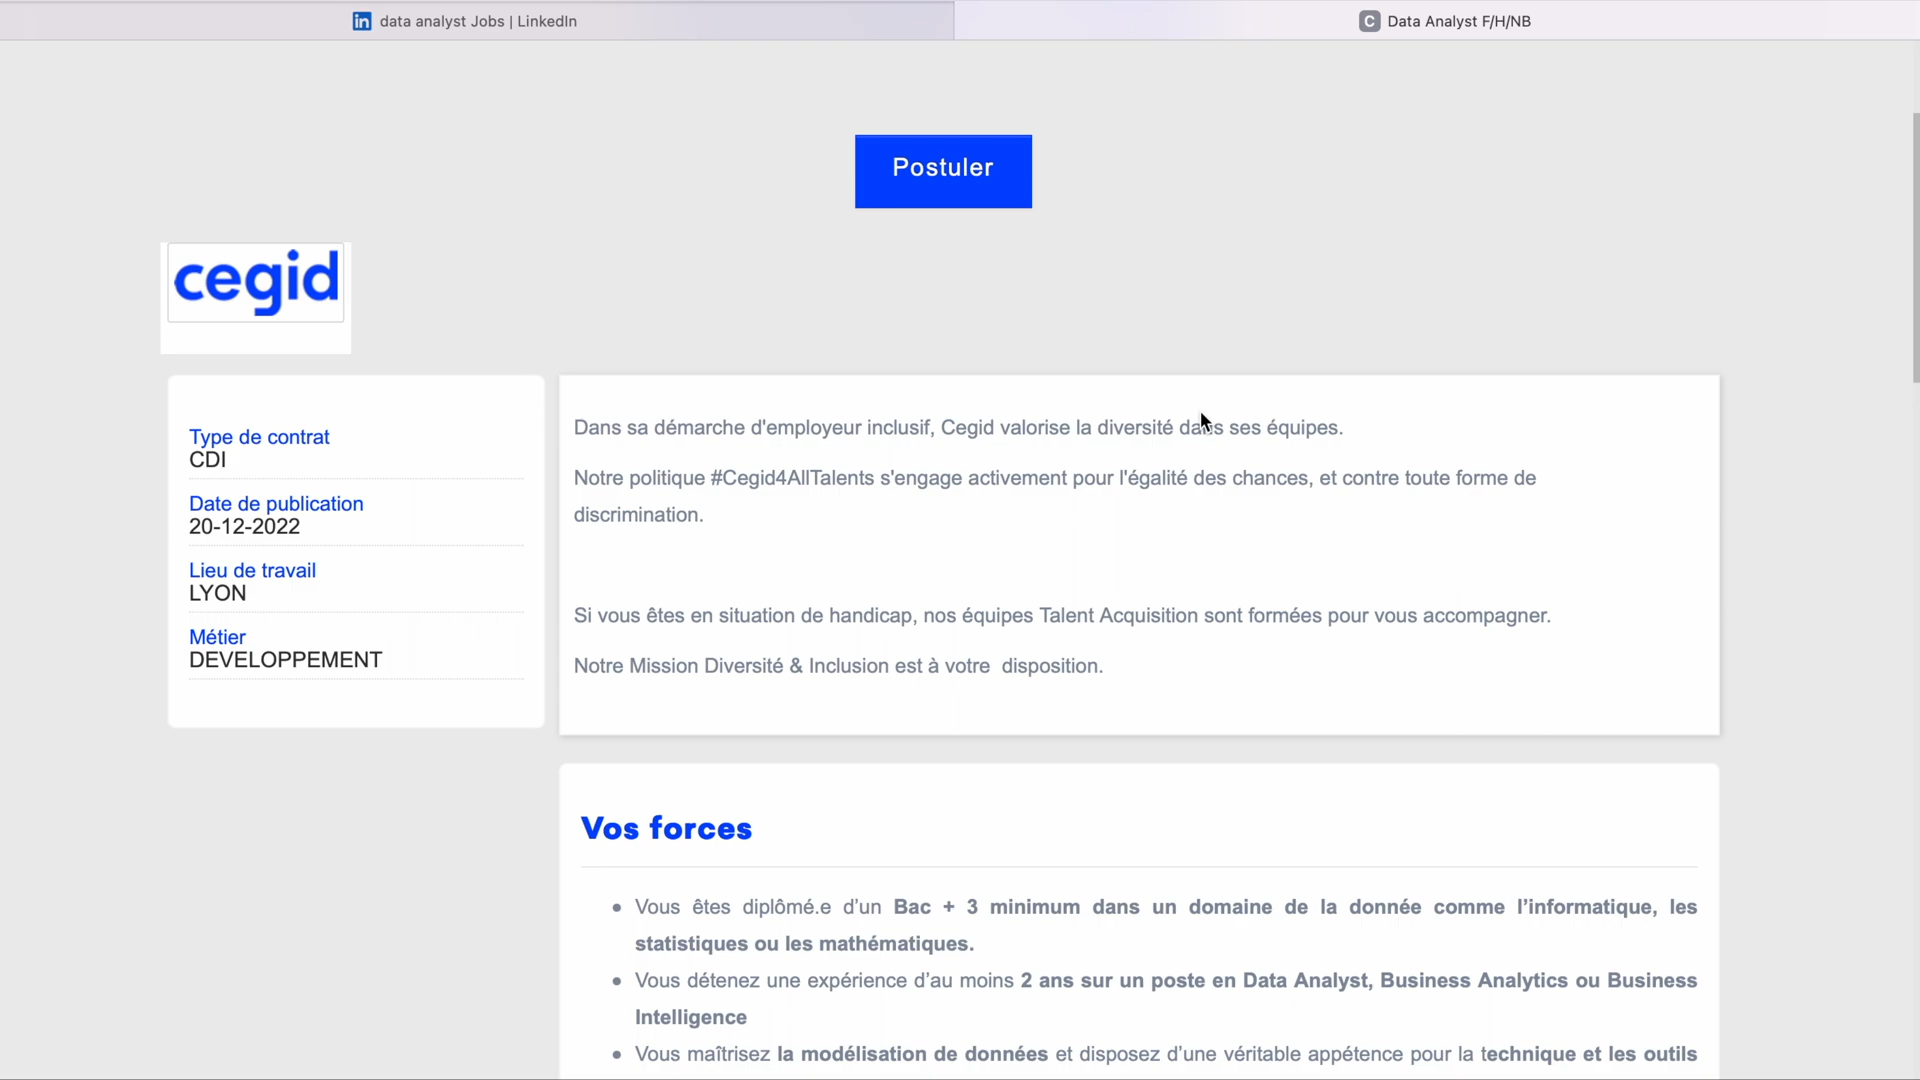 data analyst Jobs | LinkedIn
C Data Analyst F/H/NB
Postuler
cegid
Type de contrat
CDI
Date de publication
20-12-2022
Lieu de travail
LYON
Métier
DEVELOPPEMENT
Dans sa démarche d'employeur inclusif, Cegid valorise la diversité dans ses équipes.
Notre politique #Cegid4AllTalents s'engage activement pour l'égalité des chances, et contre toute forme de
discrimination.
Si vous êtes en situation de handicap, nos équipes Talent Acquisition sont formées pour vous accompagner.
Notre Mission Diversité & Inclusion est à votre disposition.
Vos forces
Vous êtes diplômé.e d’un Bac + 3 minimum dans un domaine de la donnée comme l’informatique, les
statistiques ou les mathématiques.
Vous détenez une expérience d’au moins 2 ans sur un poste en Data Analyst, Business Analytics ou Business
Intelligence
Vous maîtrisez la modélisation de données et disposez d’une véritable appétence pour la technique et les outils